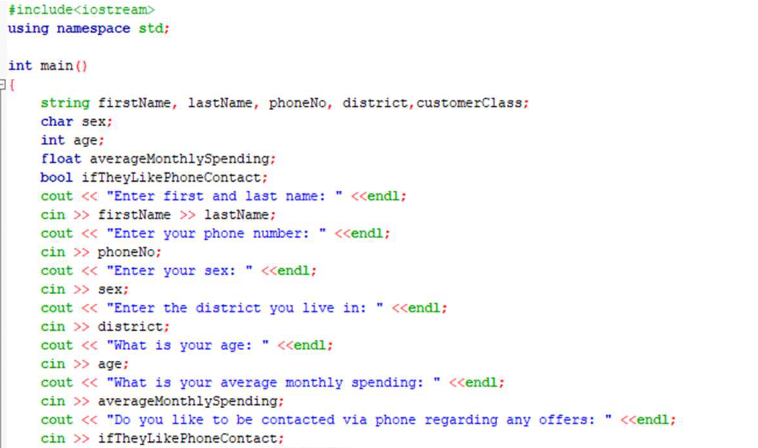 #include<iostream>
using namespace std;
int main()
{
string firstName, lastName, phoneNo, district,customerClass;
char sex;
int age;
float averageMonthlySpending;
bool ifTheyLikePhoneContact;
cout << "Enter first and last name: " <<endl;
cin >> firstName >> lastName;
cout << "Enter your phone number: " <<endl;
cin >> phoneNo;
cout << "Enter your sex: " <<endl;
cin >> sex;
cout << "Enter the district you live in: " <<endl;
cin >> district;
cout << "What is your age: " <<endl;
cin >> age;
cout << "What is your average monthly spending: " <<endl;
cin >> averageMonthlySpending;
cout << "Do you like to be contacted via phone regarding any offers: " <<endl;
cin >> ifTheyLikePhoneContact;